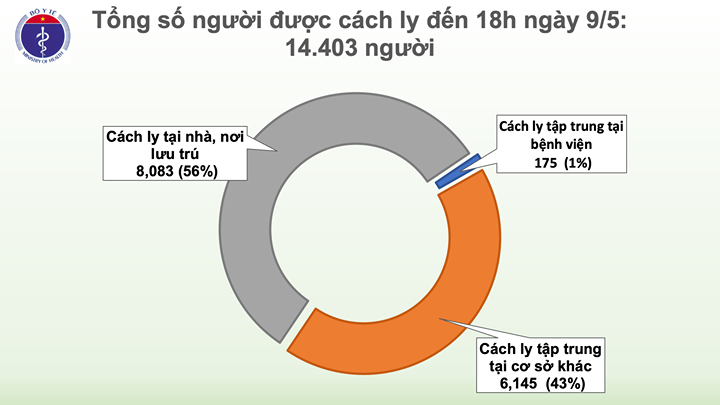 BỘ Y TẾ
MINISTRY OF HEALTH
Tổng số người được cách ly đến 18h ngày 9/5:
14.403 người
Cách ly tại nhà, nơi
lưu trú
8,083 (56%)
Cách ly tập trung tại
bệnh viện
175 (1%)
Cách ly tập trung
tại cơ sở khác
6,145 (43%)